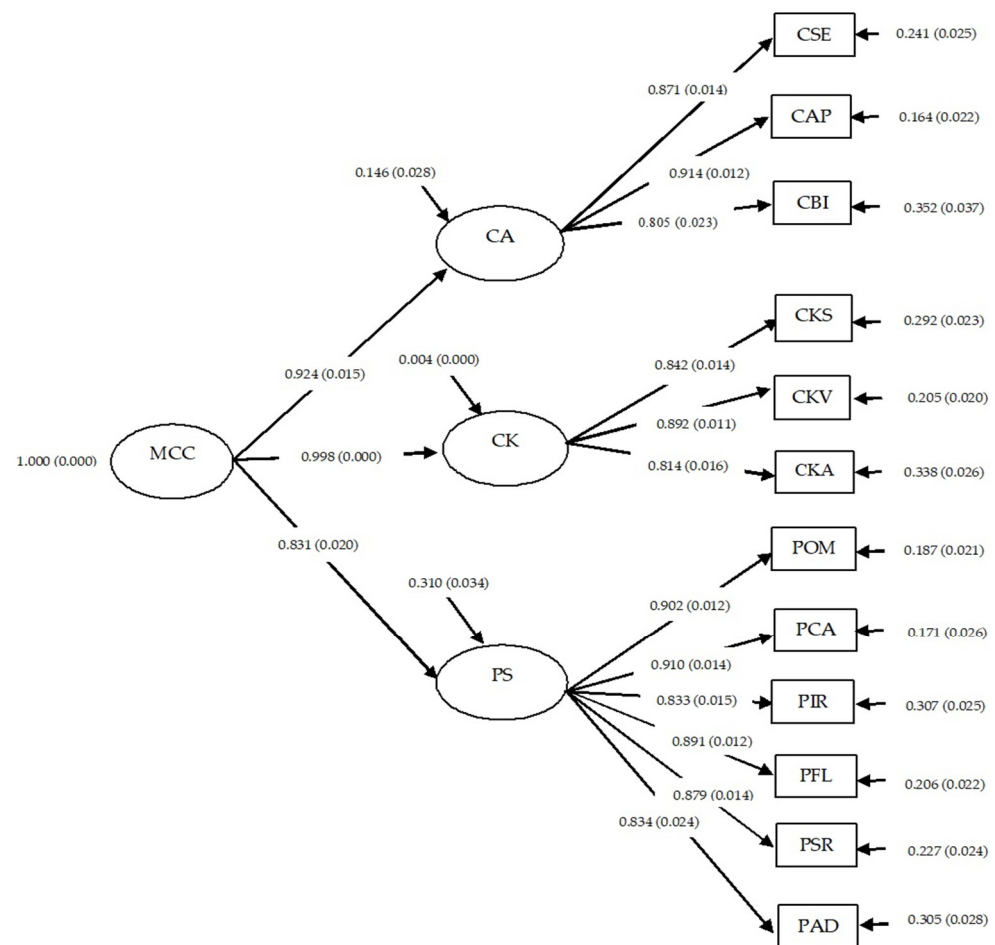 CSE
0.241 (0.025)
0.871 (0.014)
CAP
0.164 (0.022)
0.146 (0.028)
0.914 (0.012)
CBI
0.352 (0.037)
0.805 (0.023)
CA
CKS
0.292 (0.023)
0.924 (0.015)
0.004 (0.000)
0.842 (0.014)
CKV
0.205 (0.020)
0.892 (0.011)
1.000 (0.000)
MCC
0.998 (0.000)
CK
0.814 (0.016)
CKA
0.338 (0.026)
0.831 (0.020)
POM
0.187 (0.021)
0.310 (0.034)
0.902 (0.012)
PCA
0.171 (0.026)
PS
0.910 (0.014)
0.833 (0.015)
PIR
0.307 (0.025)
0.891 (0.012)
PFL
0.206 (0.022)
0.879 (0.014)
0.834 (0.024)
PSR
0.227 (0.024)
PAD
0.305 (0.028)